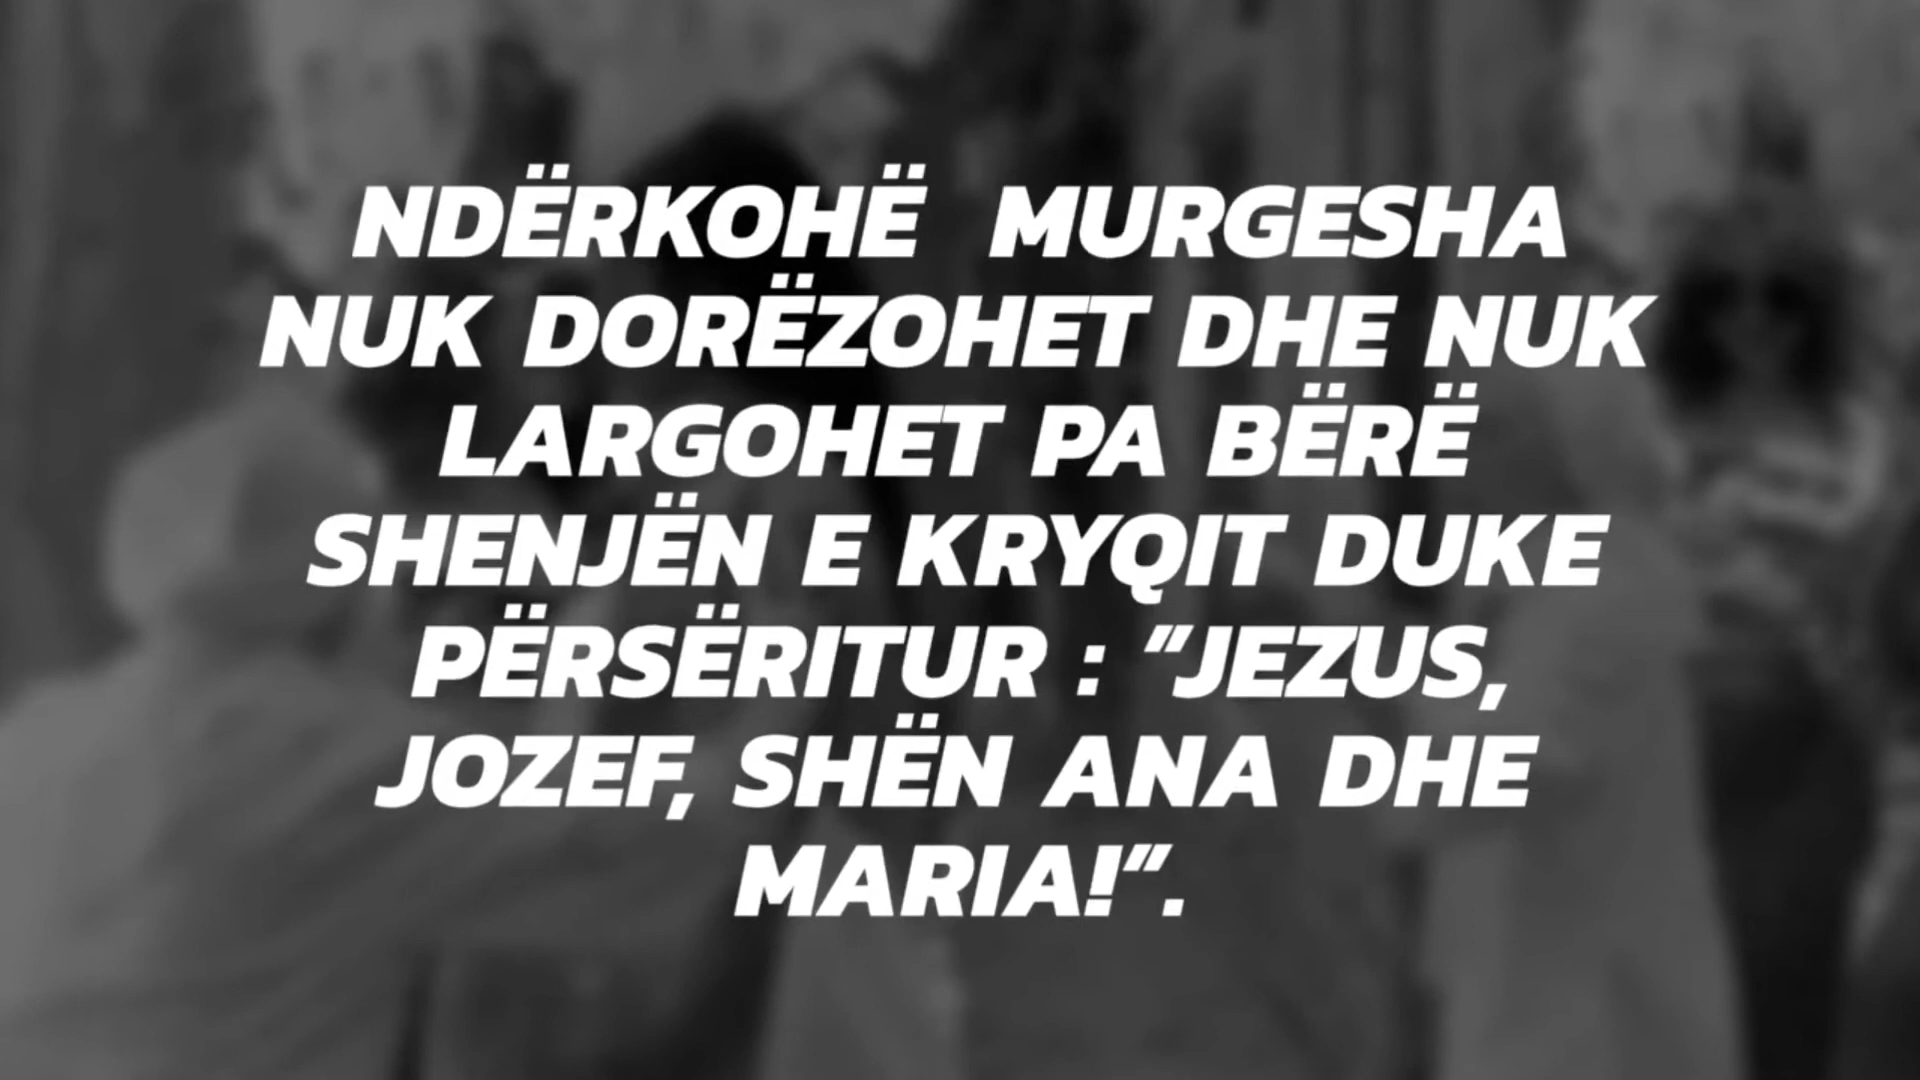 NDËRKOHË MURGESHA
NUK DORËZOHET DHE NUK
LARGOHET PA BËRË
SHENJËN E KRYQIT DUKE
PËRSËRITUR : "JEZUS,
JOZEF, SHËN ANA DHE
MARIA!".